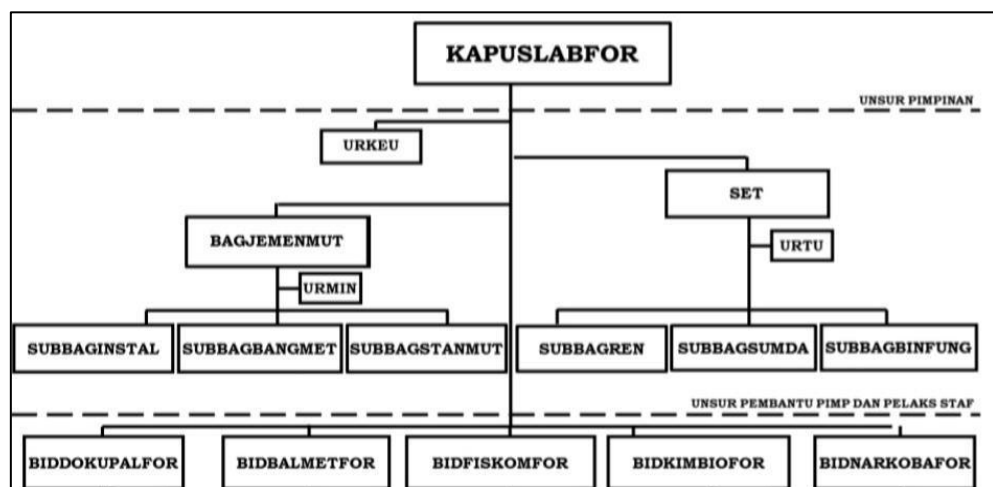 KAPUSLABFOR
UNSUR PIMPINAN
URKEU
SET
BAGJEMENMUT
URTU
URMIN
SUBBAGINSTAL
SUBBAGBANGMET
SUBBAGSTANMUT
SUBBAGREN
SUBBAGSUMDA
SUBBAGBINFUNG
UNSUR PEMBANTU PIMP DAN PELAKS STAF
BIDDOKUPALFOR
BIDBALMETFOR
BIDFISKOMFOR
BIDKIMBIOFOR
BIDNARKOBAFOR